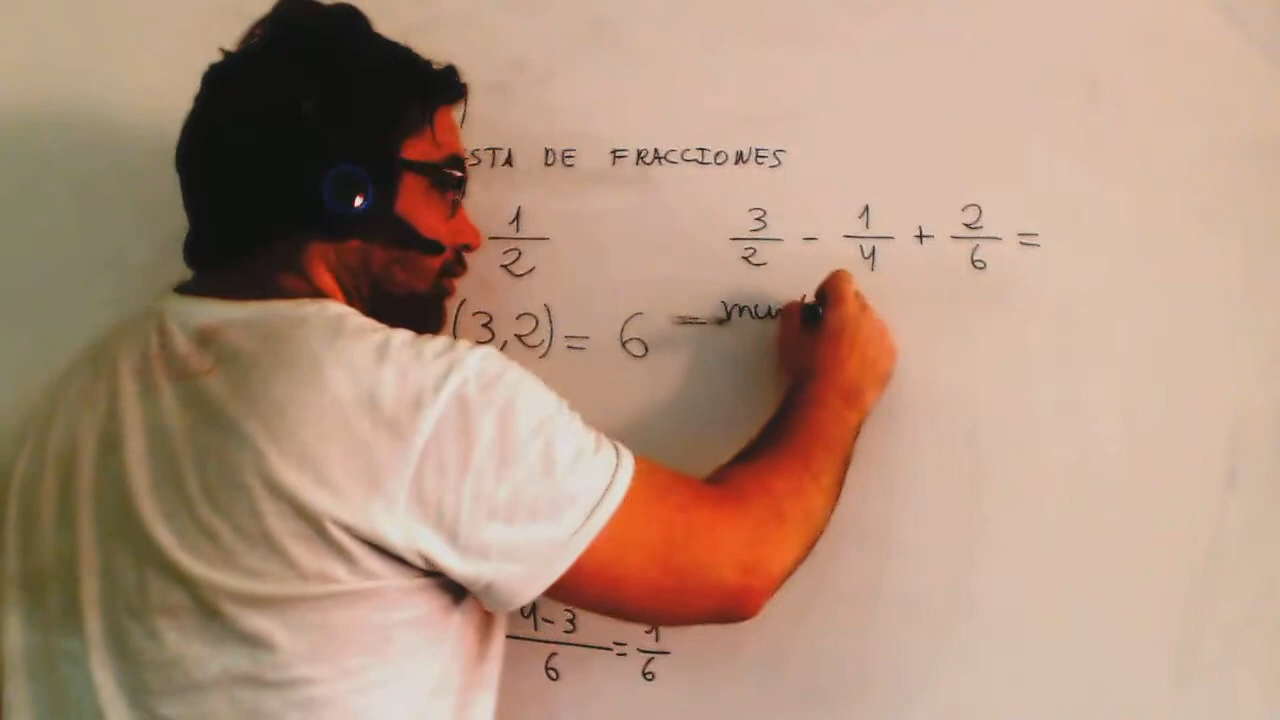 STA DE FRACCIONES
1/2
3/2 - 1/4 + 2/6 =
(3,2) = 6
4-3/6 = 1/6